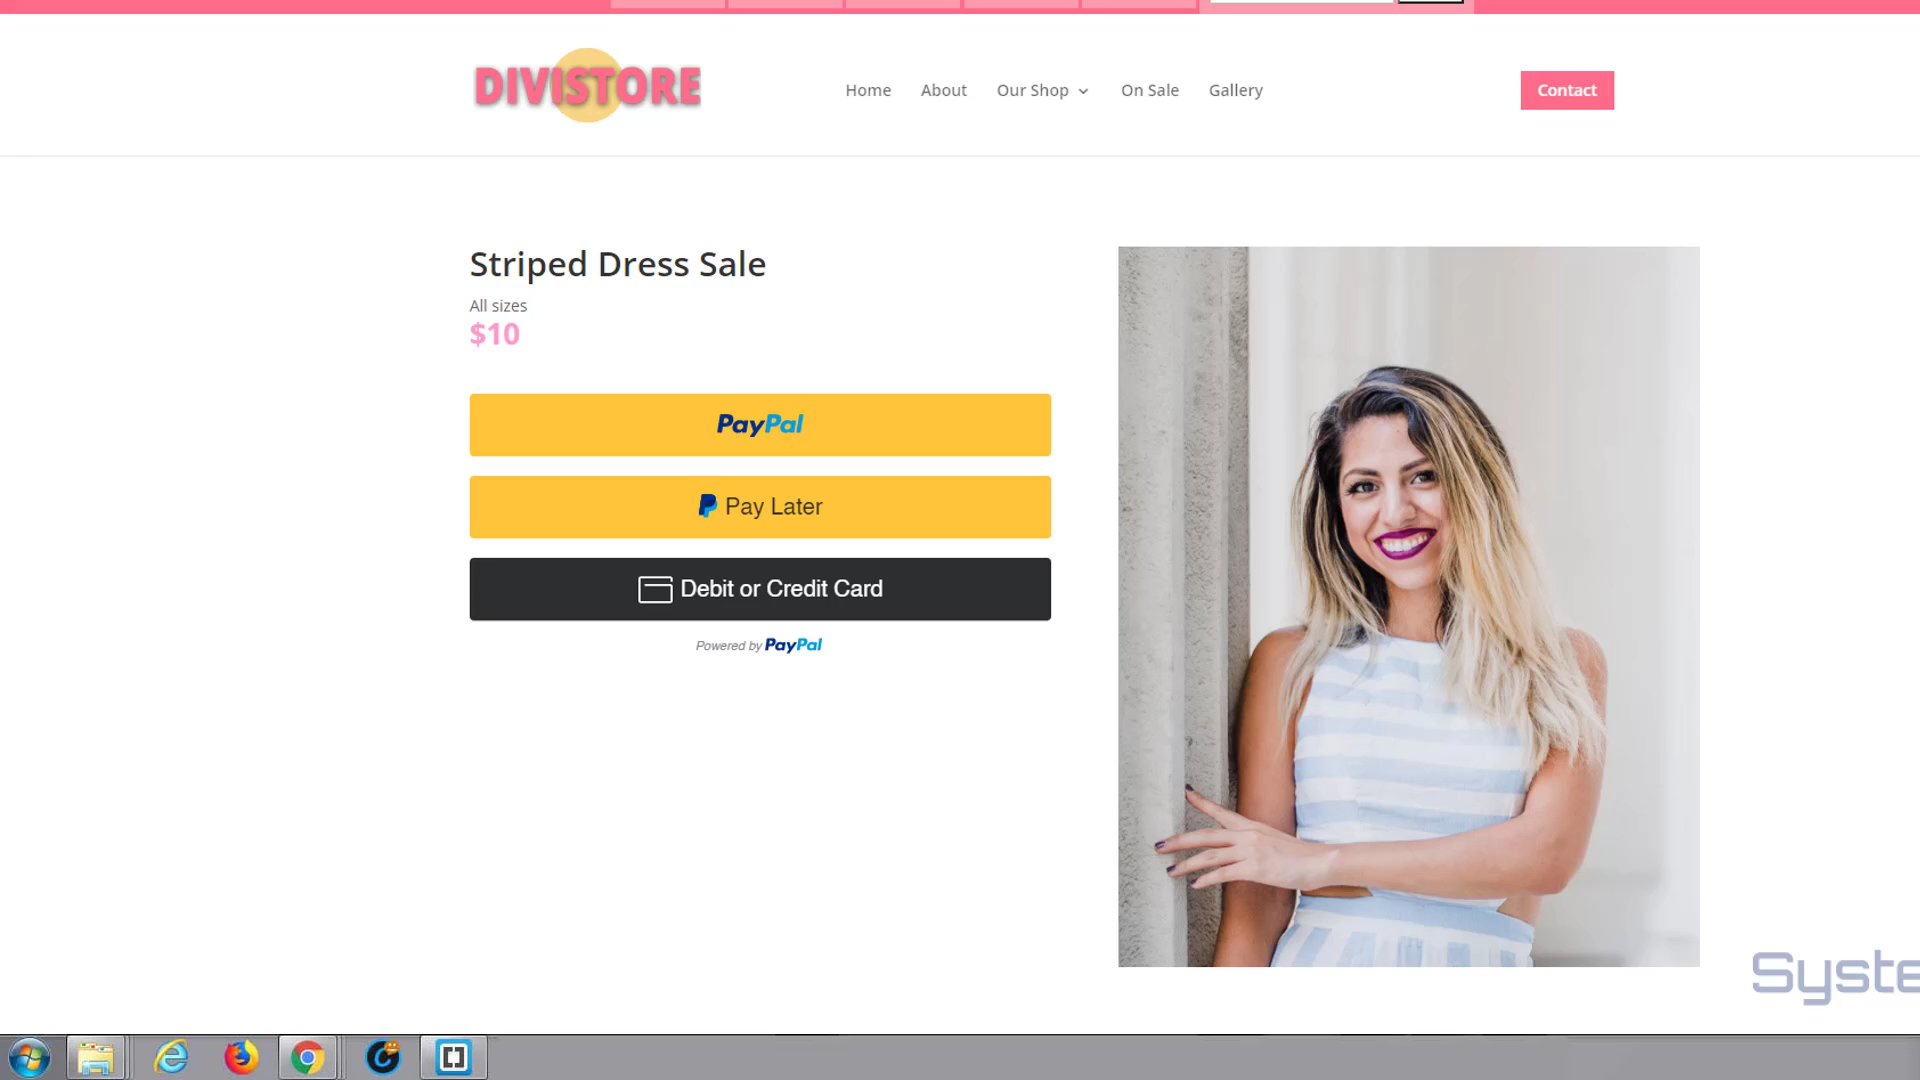 DIVISTORE
Home About Our Shop On Sale Gallery
Contact
Striped Dress Sale
All sizes
$10
PayPal
Pay Later
Debit or Credit Card
Powered by PayPal
Syste